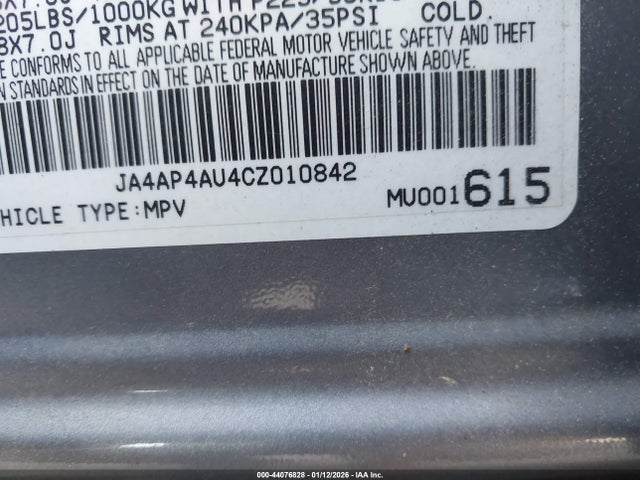 205LBS/1000KG WITH
8X7.0J RIMS AT 240KPA/35PSI COLD.
CONFORMS TO ALL APPLICABLE FEDERAL MOTOR VEHICLE SAFETY AND THEFT
STANDARDS IN EFFECT ON THE DATE OF MANUFACTURE SHOWN ABOVE.
JA4AP4AU4CZ010842
MU001615
VEHICLE TYPE:MPV
000-44076828 - 01/12/2026 - IAA Inc.